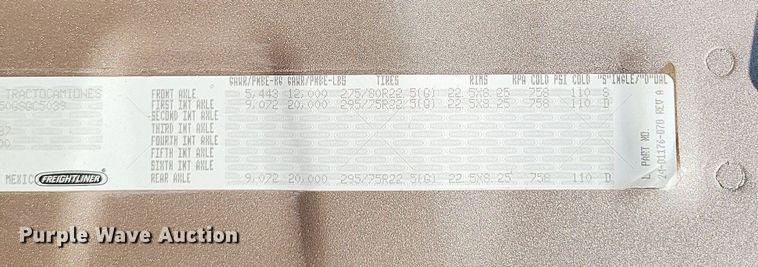 GAWR/PNBE-KG GAWR/PNBE-LBS TIRES RIMS KPA COLD PSI COLD "S"INGLE/"D"UAL
TRACTOCAMIONES FRONT AXLE 5,443 12,000 275/80R22.5(G) 22.5X8.25 758 110 S
FIRST INT AXLE 9,072 20,000 295/75R22.5(G) 22.5X8.25 758 110 D
SECOND INT AXLE
THIRD INT AXLE
FOURTH INT AXLE
FIFTH INT AXLE
SIXTH INT AXLE
MEXICO FREIGHTLINER REAR AXLE 9,072 20,000 295/75R22.5(G) 22.5X8.25 758 110 D
PART NO.
24-01176-070 REV A
Purple Wave Auction